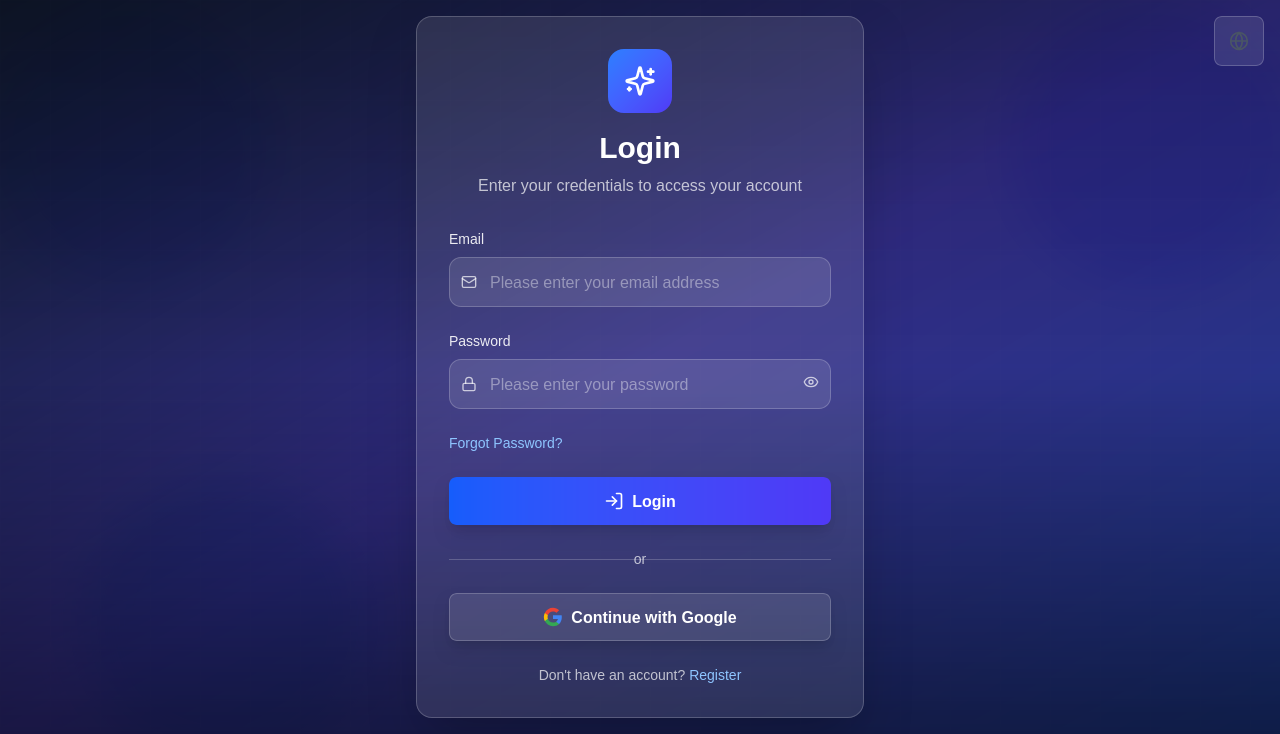 Login
Enter your credentials to access your account
Email
Please enter your email address
Password
Please enter your password
Forgot Password?
Login
or
Continue with Google
Don't have an account? Register